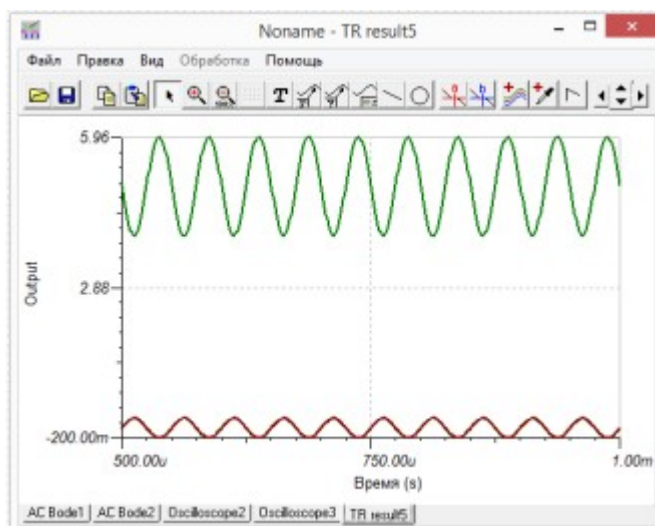 Noname - TR result5
Файл Правка Вид Обработка Помощь
T
5.96
Output
2.88
-200.00m
500.00u 750.00u 1.00m
Время (s)
AC Bode1 AC Bode2 Oscilloscope2 Oscilloscope3 TR result5